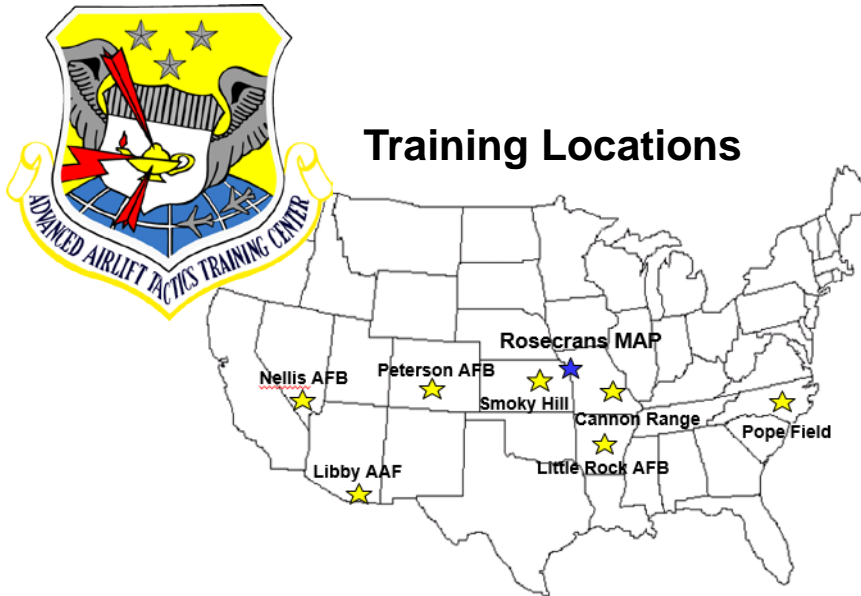 ADVANCED AIRLIFT TACTICS TRAINING CENTER
Training Locations
Rosecrans MAP
Nellis AFB
Peterson AFB
Smoky Hill
Cannon Range
Pope Field
Libby AAF
Little Rock AFB